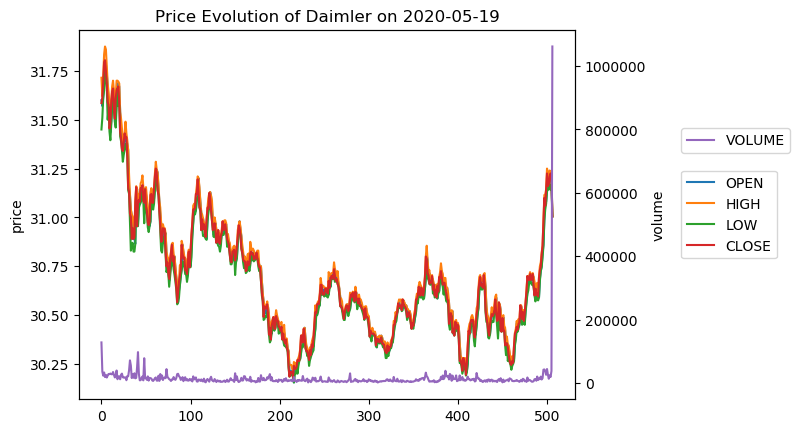 Price Evolution of Daimler on 2020-05-19
price
31.75
31.50
31.25
31.00
30.75
30.50
30.25
0
100
200
300
400
500
1000000
800000
600000
400000
200000
0
volume
VOLUME
OPEN
HIGH
LOW
CLOSE